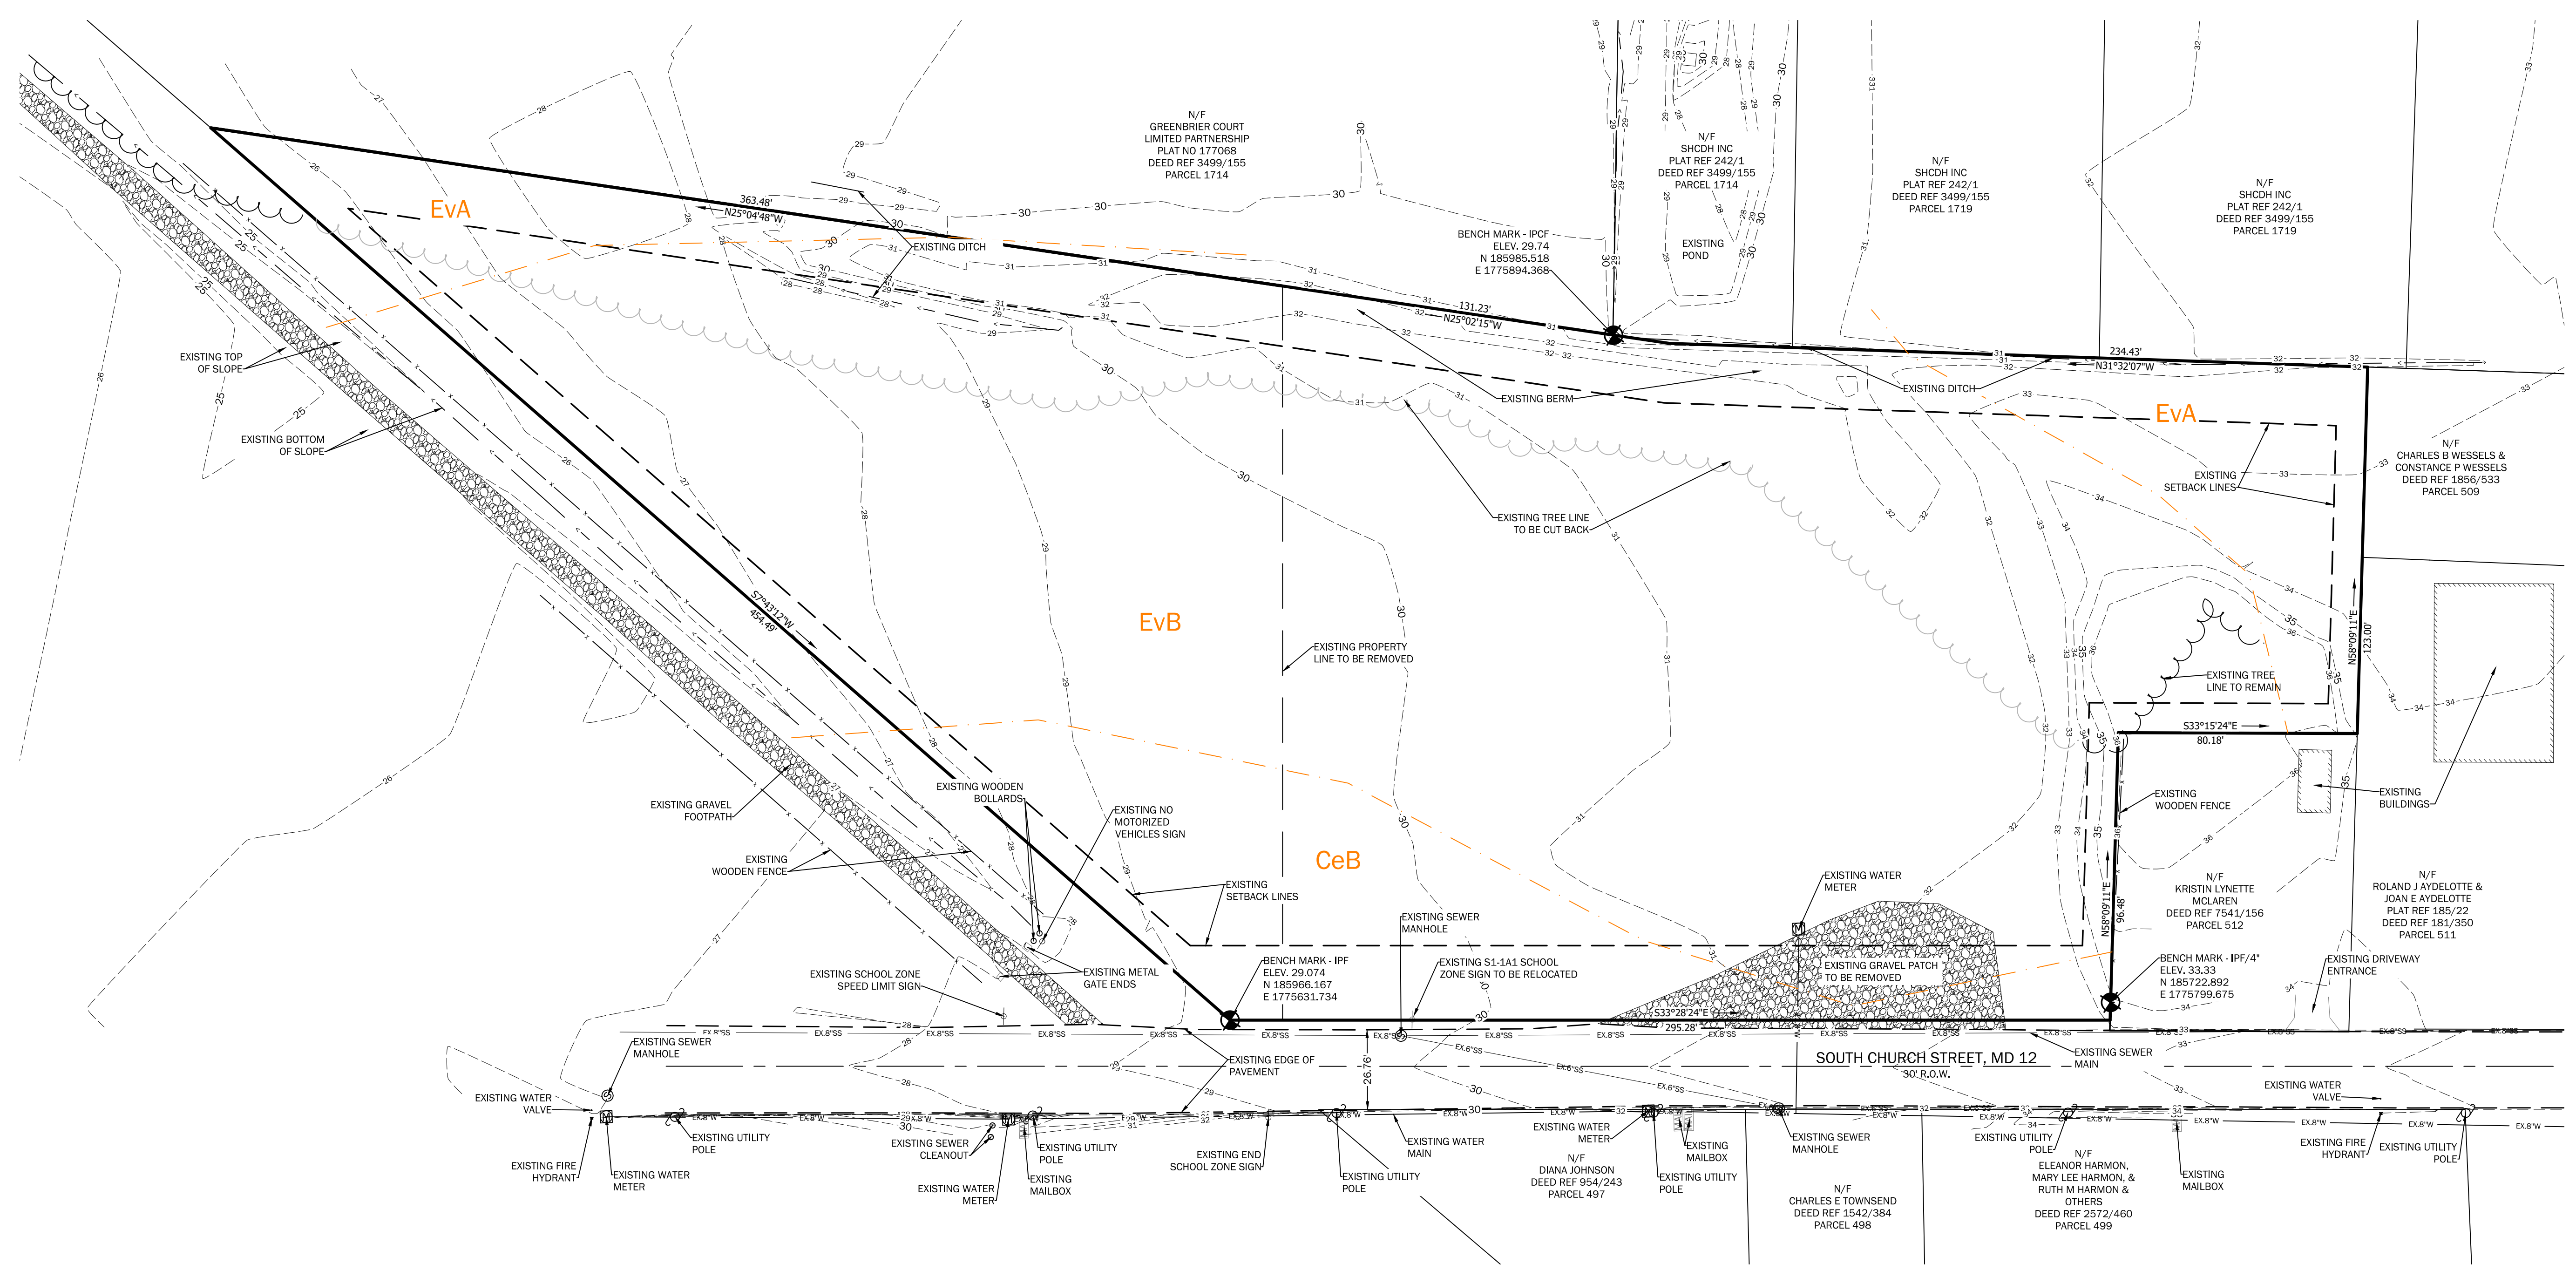 N/F
GREENBRIER COURT
LIMITED PARTNERSHIP
PLAT NO 177068
DEED REF 3499/155
PARCEL 1714
N/F
SHCDH INC
PLAT REF 242/1
DEED REF 3499/155
PARCEL 1714
N/F
SHCDH INC
PLAT REF 242/1
DEED REF 3499/155
PARCEL 1719
N/F
SHCDH INC
PLAT REF 242/1
DEED REF 3499/155
PARCEL 1719
EvA
363.48'
N25°04'48"W
EXISTING DITCH
BENCH MARK - IPCF
ELEV. 29.74
N 185985.518
E 1775894.368
EXISTING
POND
131.23'
N25°02'15"W
234.43'
N31°32'07"W
EXISTING TOP
OF SLOPE
EXISTING BERM
EXISTING DITCH
EvA
EXISTING BOTTOM
OF SLOPE
N/F
CHARLES B WESSELS &
CONSTANCE P WESSELS
DEED REF 1856/533
PARCEL 509
EXISTING
SETBACK LINES
EXISTING TREE LINE
TO BE CUT BACK
S7°43'12"W
454.49'
EvB
EXISTING PROPERTY
LINE TO BE REMOVED
N58°09'11"E
123.00'
EXISTING TREE
LINE TO REMAIN
S33°15'24"E
80.18'
EXISTING GRAVEL
FOOTPATH
EXISTING WOODEN
BOLLARDS
EXISTING NO
MOTORIZED
VEHICLES SIGN
EXISTING
WOODEN FENCE
EXISTING
BUILDINGS
EXISTING
WOODEN FENCE
CeB
EXISTING
SETBACK LINES
EXISTING WATER
METER
N58°09'11"E
96.48'
N/F
KRISTIN LYNETTE
MCLAREN
DEED REF 7541/156
PARCEL 512
N/F
ROLAND J AYDELOTTE &
JOAN E AYDELOTTE
PLAT REF 185/22
DEED REF 181/350
PARCEL 511
EXISTING SEWER
MANHOLE
EXISTING SCHOOL ZONE
SPEED LIMIT SIGN
EXISTING METAL
GATE ENDS
BENCH MARK - IPF
ELEV. 29.074
N 185966.167
E 1775631.734
EXISTING S1-1A1 SCHOOL
ZONE SIGN TO BE RELOCATED
EXISTING GRAVEL PATCH
TO BE REMOVED
BENCH MARK - IPF/4"
ELEV. 33.33
N 185722.892
E 1775799.675
EXISTING DRIVEWAY
ENTRANCE
S33°28'24"E
295.28'
EX.8"SS
EX.6"SS
EXISTING SEWER
MANHOLE
EXISTING EDGE OF
PAVEMENT
26.76'
SOUTH CHURCH STREET, MD 12
30' R.O.W.
EXISTING SEWER
MAIN
EXISTING WATER
VALVE
EXISTING WATER
VALVE
EX.8"W
EXISTING UTILITY
POLE
EXISTING SEWER
CLEANOUT
EXISTING UTILITY
POLE
EXISTING END
SCHOOL ZONE SIGN
EXISTING WATER
MAIN
EXISTING WATER
METER
EXISTING
MAILBOX
EXISTING SEWER
MANHOLE
EXISTING UTILITY
POLE
EXISTING FIRE
HYDRANT
EXISTING UTILITY
POLE
EXISTING FIRE
HYDRANT
EXISTING WATER
METER
EXISTING WATER
METER
EXISTING
MAILBOX
EXISTING UTILITY
POLE
N/F
DIANA JOHNSON
DEED REF 954/243
PARCEL 497
EXISTING UTILITY
POLE
N/F
CHARLES E TOWNSEND
DEED REF 1542/384
PARCEL 498
N/F
ELEANOR HARMON,
MARY LEE HARMON, &
RUTH M HARMON &
OTHERS
DEED REF 2572/460
PARCEL 499
EXISTING
MAILBOX